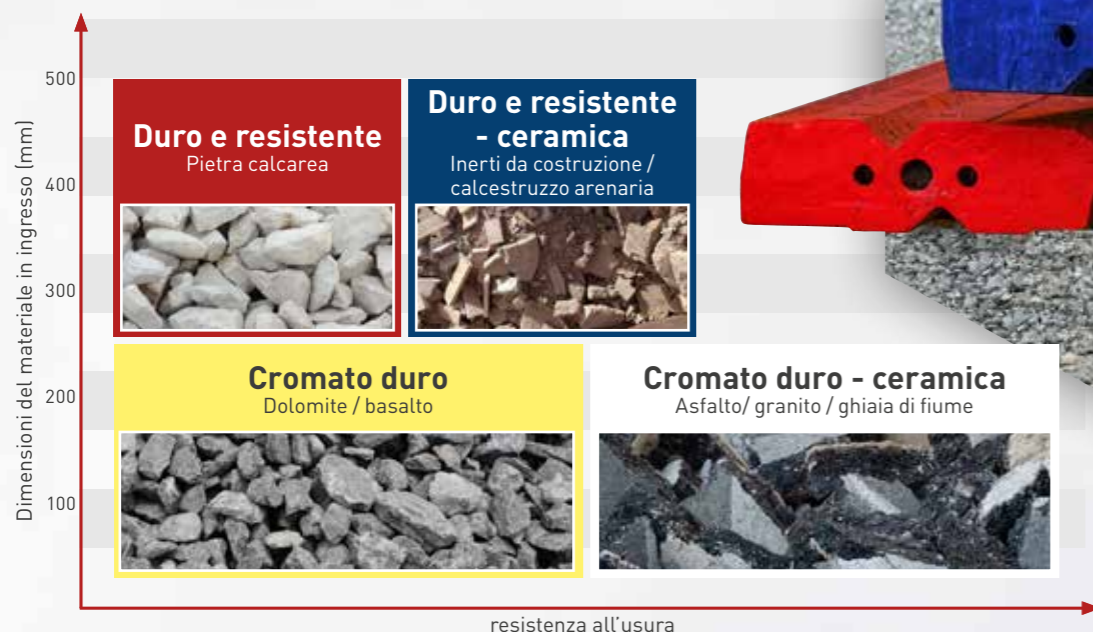 Dimensioni del materiale in ingresso (mm)
500
400
300
200
100
Duro e resistente
Pietra calcarea
Duro e resistente
- ceramica
Inerti da costruzione /
calcestruzzo arenaria
Cromato duro
Dolomite / basalto
Cromato duro - ceramica
Asfalto/ granito / ghiaia di fiume
resistenza all'usura